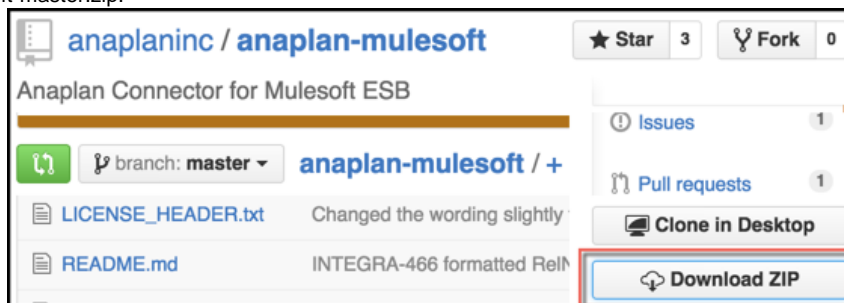 anaplaninc / anaplan-mulesoft
Star 3
Fork 0
Anaplan Connector for Mulesoft ESB
Issues 1
branch: master
anaplan-mulesoft / +
Pull requests 1
LICENSE_HEADER.txt Changed the wording slightly
Clone in Desktop
README.md INTEGRA-466 formatted
Download ZIP